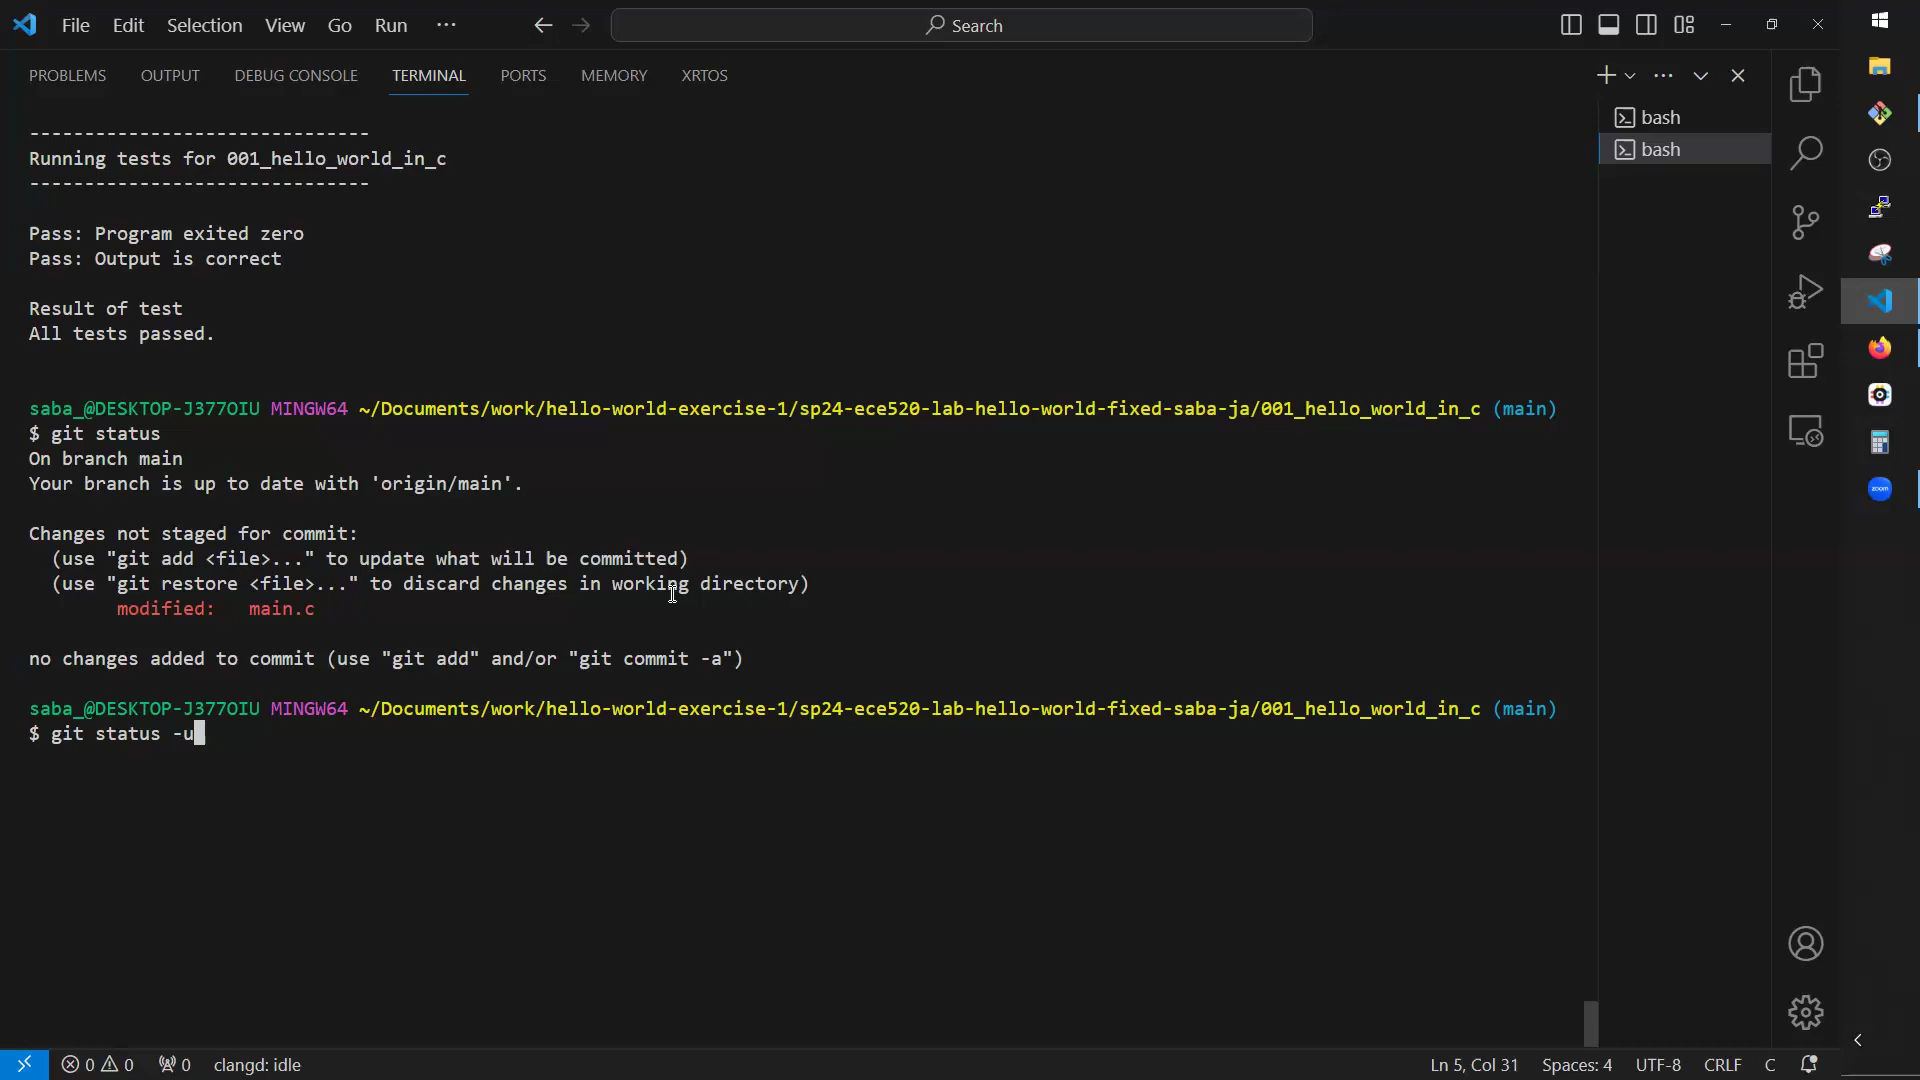 File Edit Selection View Go Run ··· Search
PROBLEMS OUTPUT DEBUG CONSOLE TERMINAL PORTS MEMORY XRTOS
bash
bash
-------------------------------
Running tests for 001_hello_world_in_c
-------------------------------
Pass: Program exited zero
Pass: Output is correct
Result of test
All tests passed.
saba_@DESKTOP-J377OIU MINGW64 ~/Documents/work/hello-world-exercise-1/sp24-ece520-lab-hello-world-fixed-saba-ja/001_hello_world_in_c (main)
$ git status
On branch main
Your branch is up to date with 'origin/main'.
Changes not staged for commit:
(use "git add <file>..." to update what will be committed)
(use "git restore <file>..." to discard changes in working directory)
modified: main.c
no changes added to commit (use "git add" and/or "git commit -a")
saba_@DESKTOP-J377OIU MINGW64 ~/Documents/work/hello-world-exercise-1/sp24-ece520-lab-hello-world-fixed-saba-ja/001_hello_world_in_c (main)
$ git status -u
zoom
0 0 0 clangd: idle Ln 5, Col 31 Spaces: 4 UTF-8 CRLF C